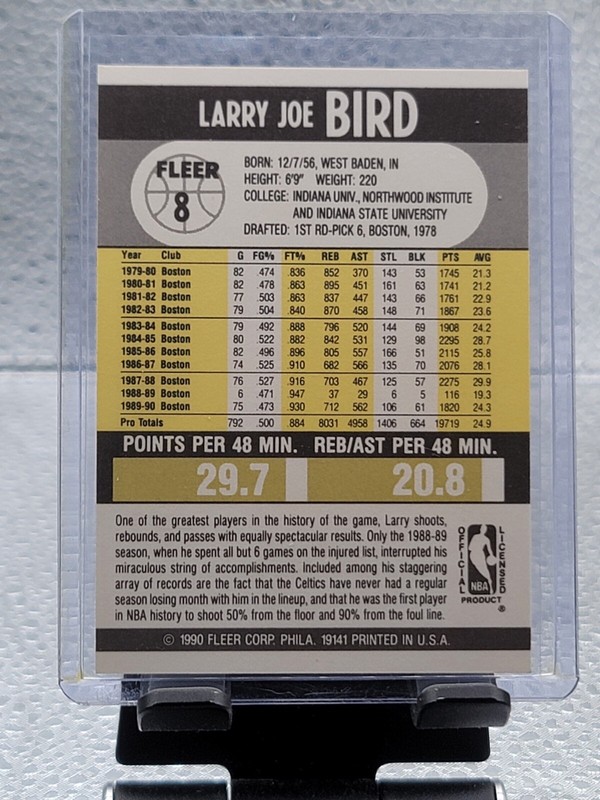 LARRY JOE BIRD
FLEER
8
BORN: 12/7/56, WEST BADEN, IN
HEIGHT: 6'9" WEIGHT: 220
COLLEGE: INDIANA UNIV., NORTHWOOD INSTITUTE
AND INDIANA STATE UNIVERSITY
DRAFTED: 1ST RD-PICK 6, BOSTON, 1978
Year Club G FG% FT% REB AST STL BLK PTS AVG
1979-80 Boston 82 .474 .836 852 370 143 53 1745 21.3
1980-81 Boston 82 .478 .863 895 451 161 63 1741 21.2
1981-82 Boston 77 .503 .863 837 447 143 66 1761 22.9
1982-83 Boston 79 .504 .840 870 458 148 71 1867 23.6
1983-84 Boston 79 .492 .888 796 520 144 69 1908 24.2
1984-85 Boston 80 .522 .882 842 531 129 98 2295 28.7
1985-86 Boston 82 .496 .896 805 557 166 51 2115 25.8
1986-87 Boston 74 .525 .910 682 566 135 70 2076 28.1
1987-88 Boston 76 .527 .916 703 467 125 57 2275 29.9
1988-89 Boston 6 .471 .947 37 29 6 5 116 19.3
1989-90 Boston 75 .473 .930 712 562 106 61 1820 24.3
Pro Totals 792 .500 .884 8031 4958 1406 664 19719 24.9
POINTS PER 48 MIN. REB/AST PER 48 MIN.
29.7 20.8
One of the greatest players in the history of the game, Larry shoots,
rebounds, and passes with equally spectacular results. Only the 1988-89
season, when he spent all but 6 games on the injured list, interrupted his
miraculous string of accomplishments. Included among his staggering
array of records are the fact that the Celtics have never had a regular
season losing month with him in the lineup, and that he was the first player
in NBA history to shoot 50% from the floor and 90% from the foul line.
OFFICIAL LICENSED
NBA
PRODUCT ®
© 1990 FLEER CORP. PHILA. 19141 PRINTED IN U.S.A.